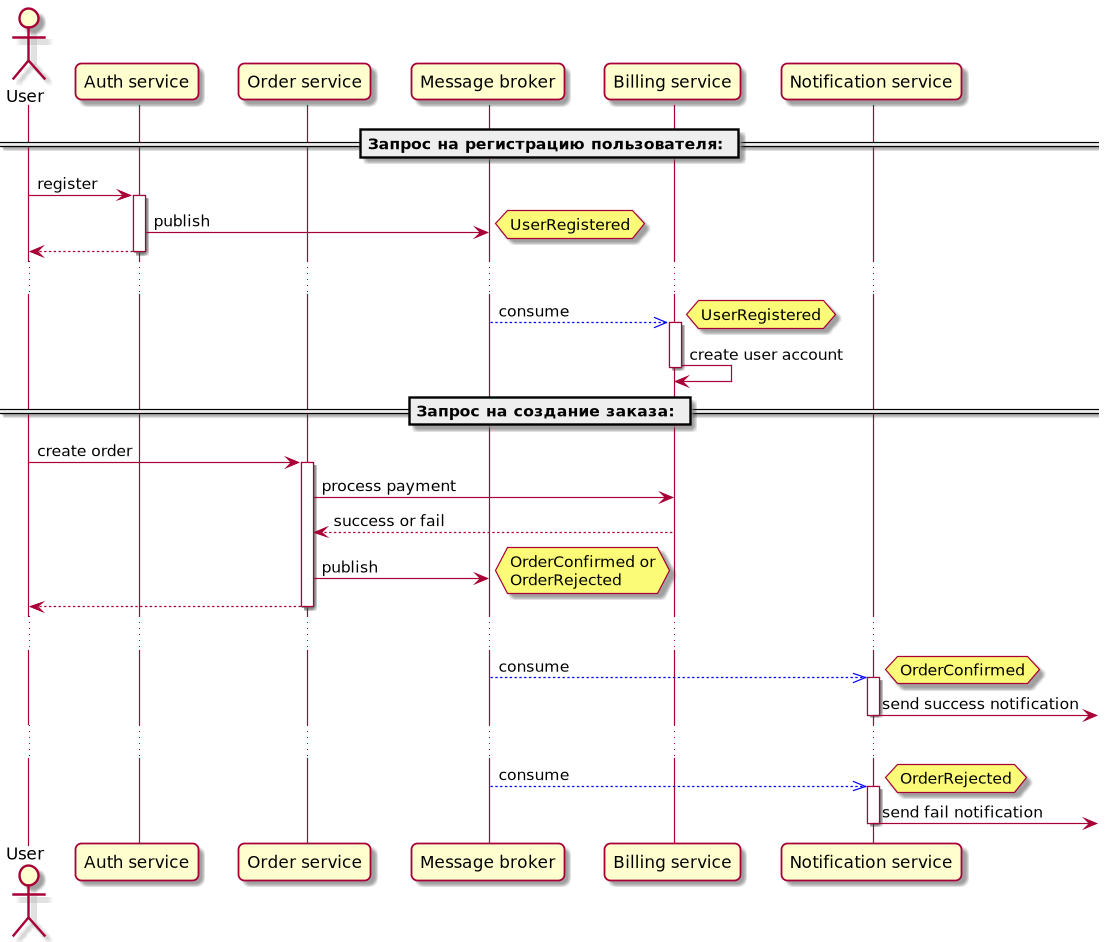 User
Auth service
Order service
Message broker
Billing service
Notification service
Запрос на регистрацию пользователя:
register
publish
UserRegistered
consume
UserRegistered
create user account
Запрос на создание заказа:
create order
process payment
success or fail
publish
OrderConfirmed or
OrderRejected
consume
OrderConfirmed
send success notification
consume
OrderRejected
send fail notification
User
Auth service
Order service
Message broker
Billing service
Notification service